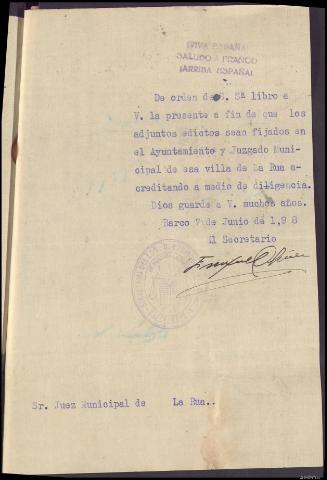 ¡VIVA ESPAÑA!
SALUDO A FRANCO
¡ARRIBA ESPAÑA!
De orden de S. Sª libro a
V. la presente a fin de que los
adjuntos edictos sean fijados en
el Ayuntamiento y Juzgado Muni-
cipal de esa villa de La Rua a-
creditando a medio de diligencia.
Dios guarde a V. muchos años.
Barco 7 de Junio de 1,98
El Secretario
Sr. Juez Municipal de La Rua..